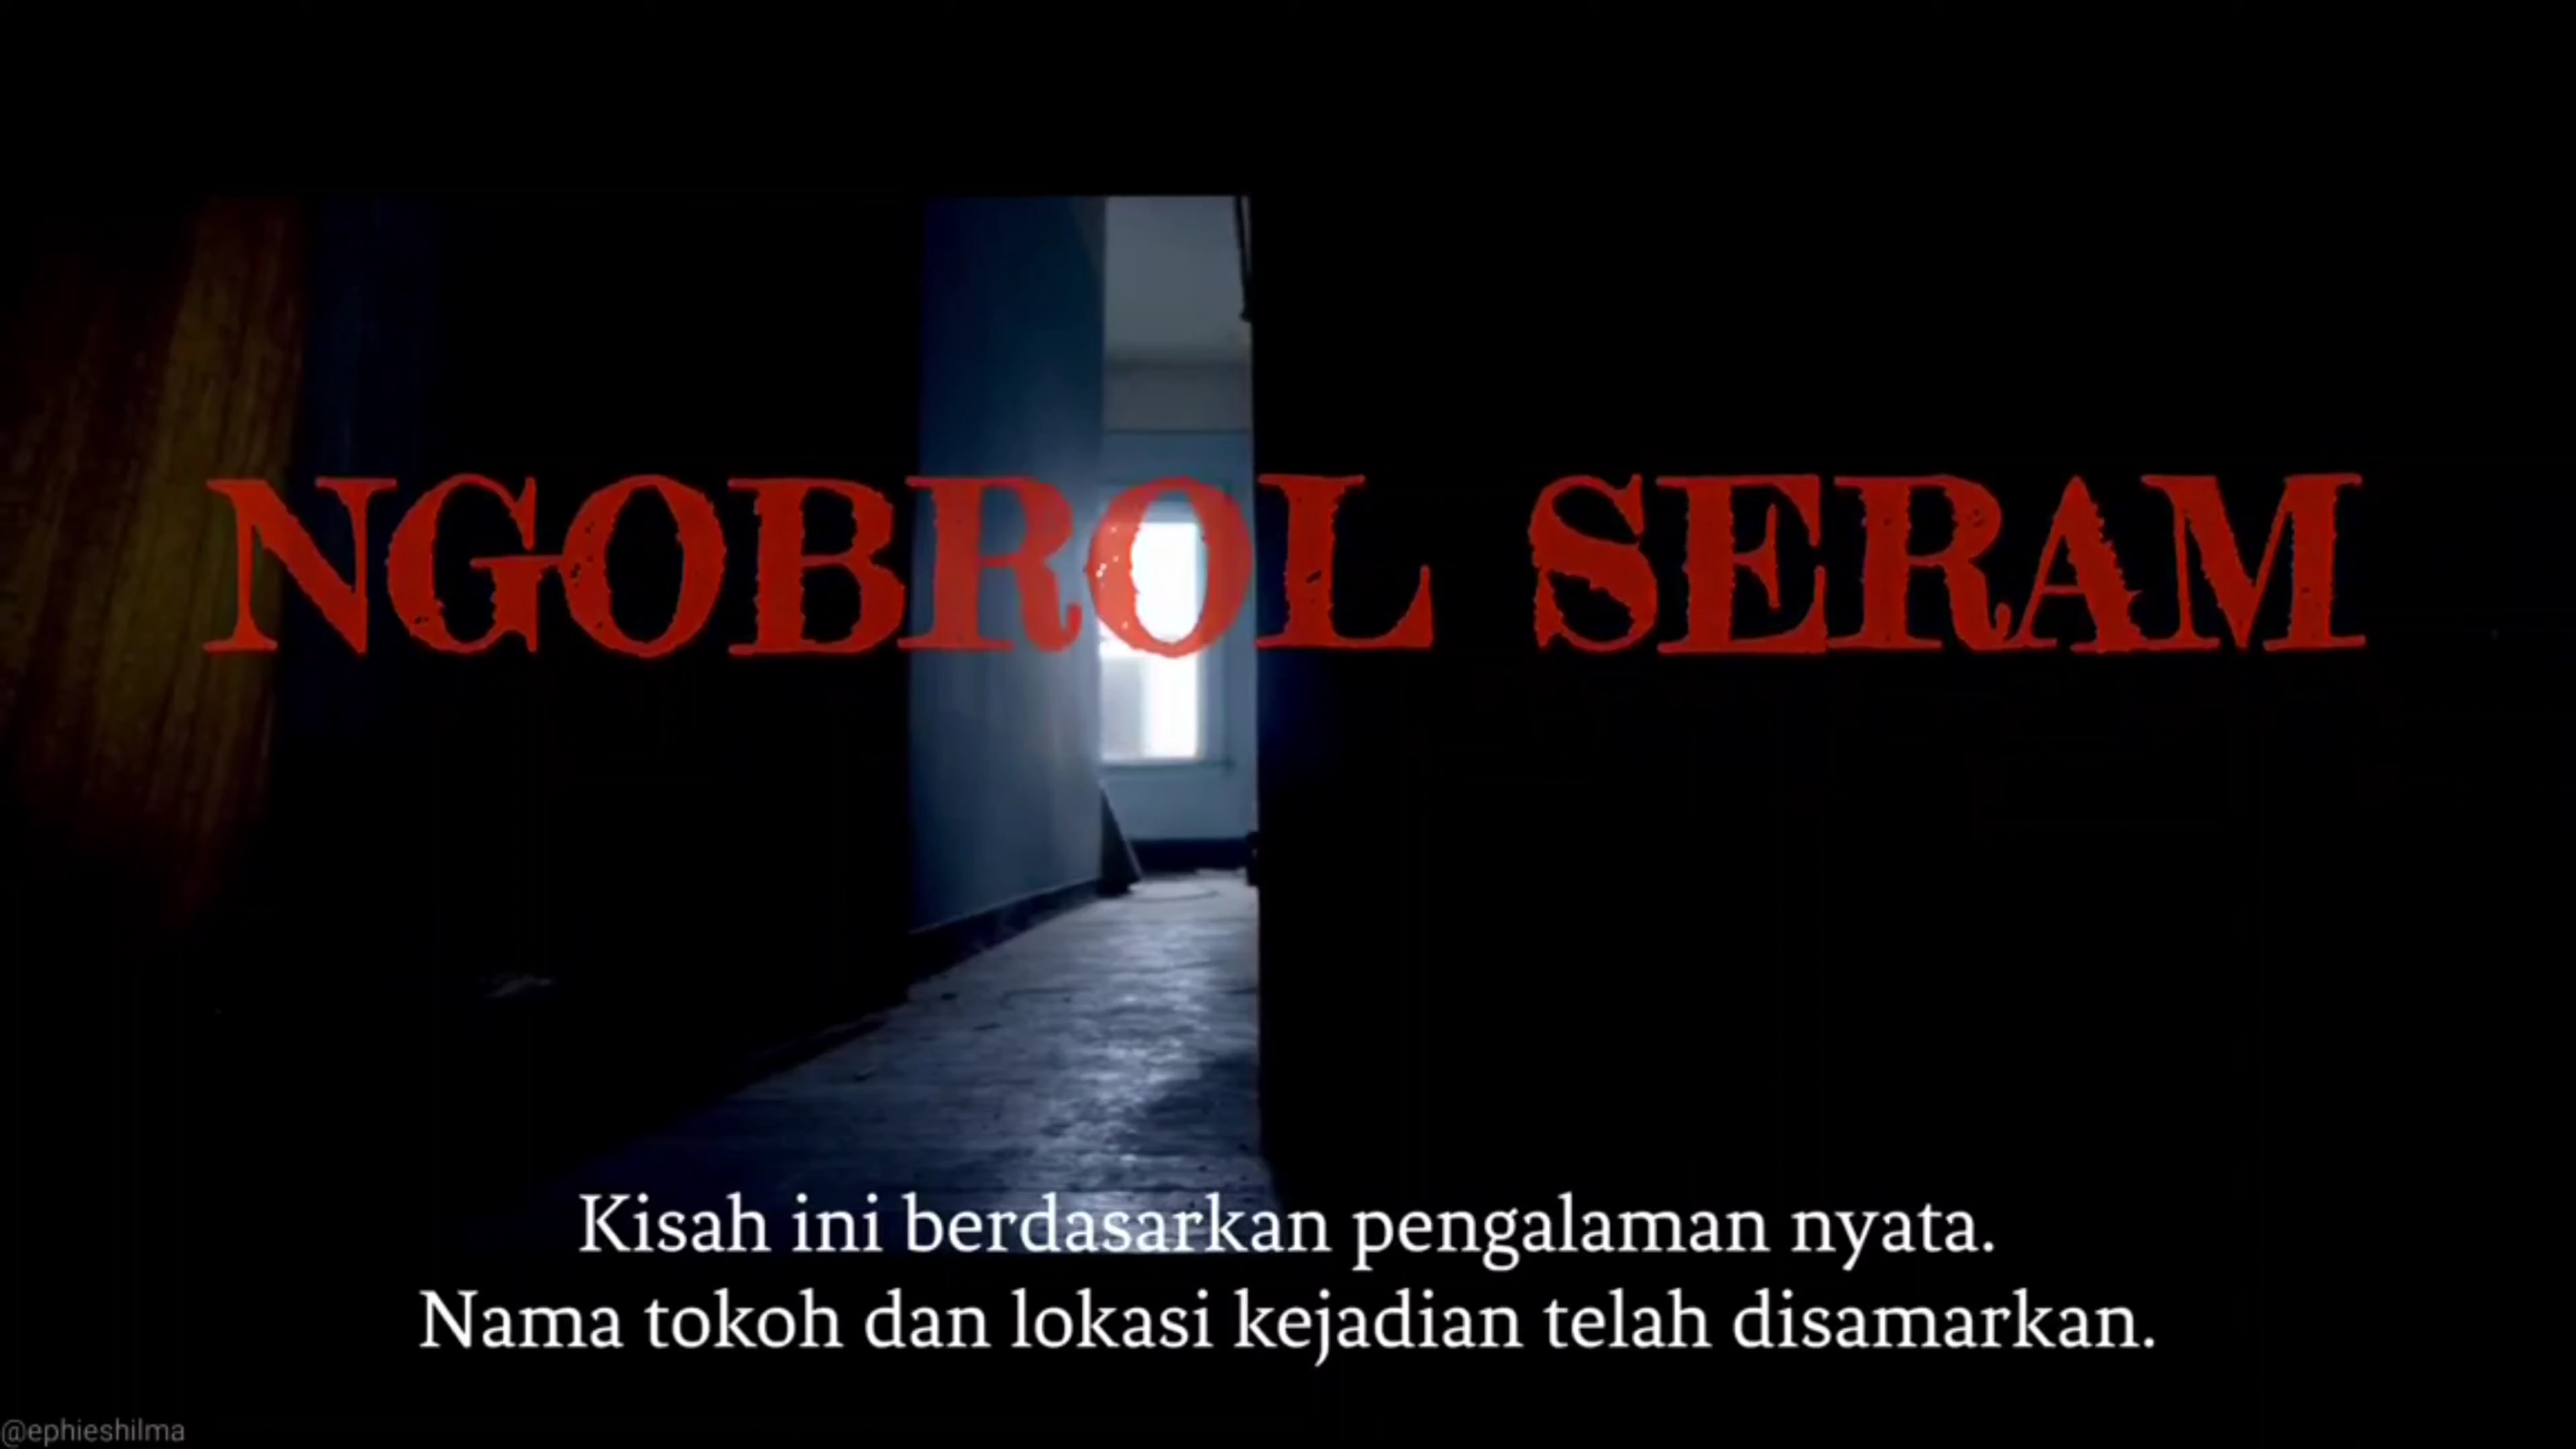 NGOBROL SERAM
Kisah ini berdasarkan pengalaman nyata.
Nama tokoh dan lokasi kejadian telah disamarkan.
@ephieshilma